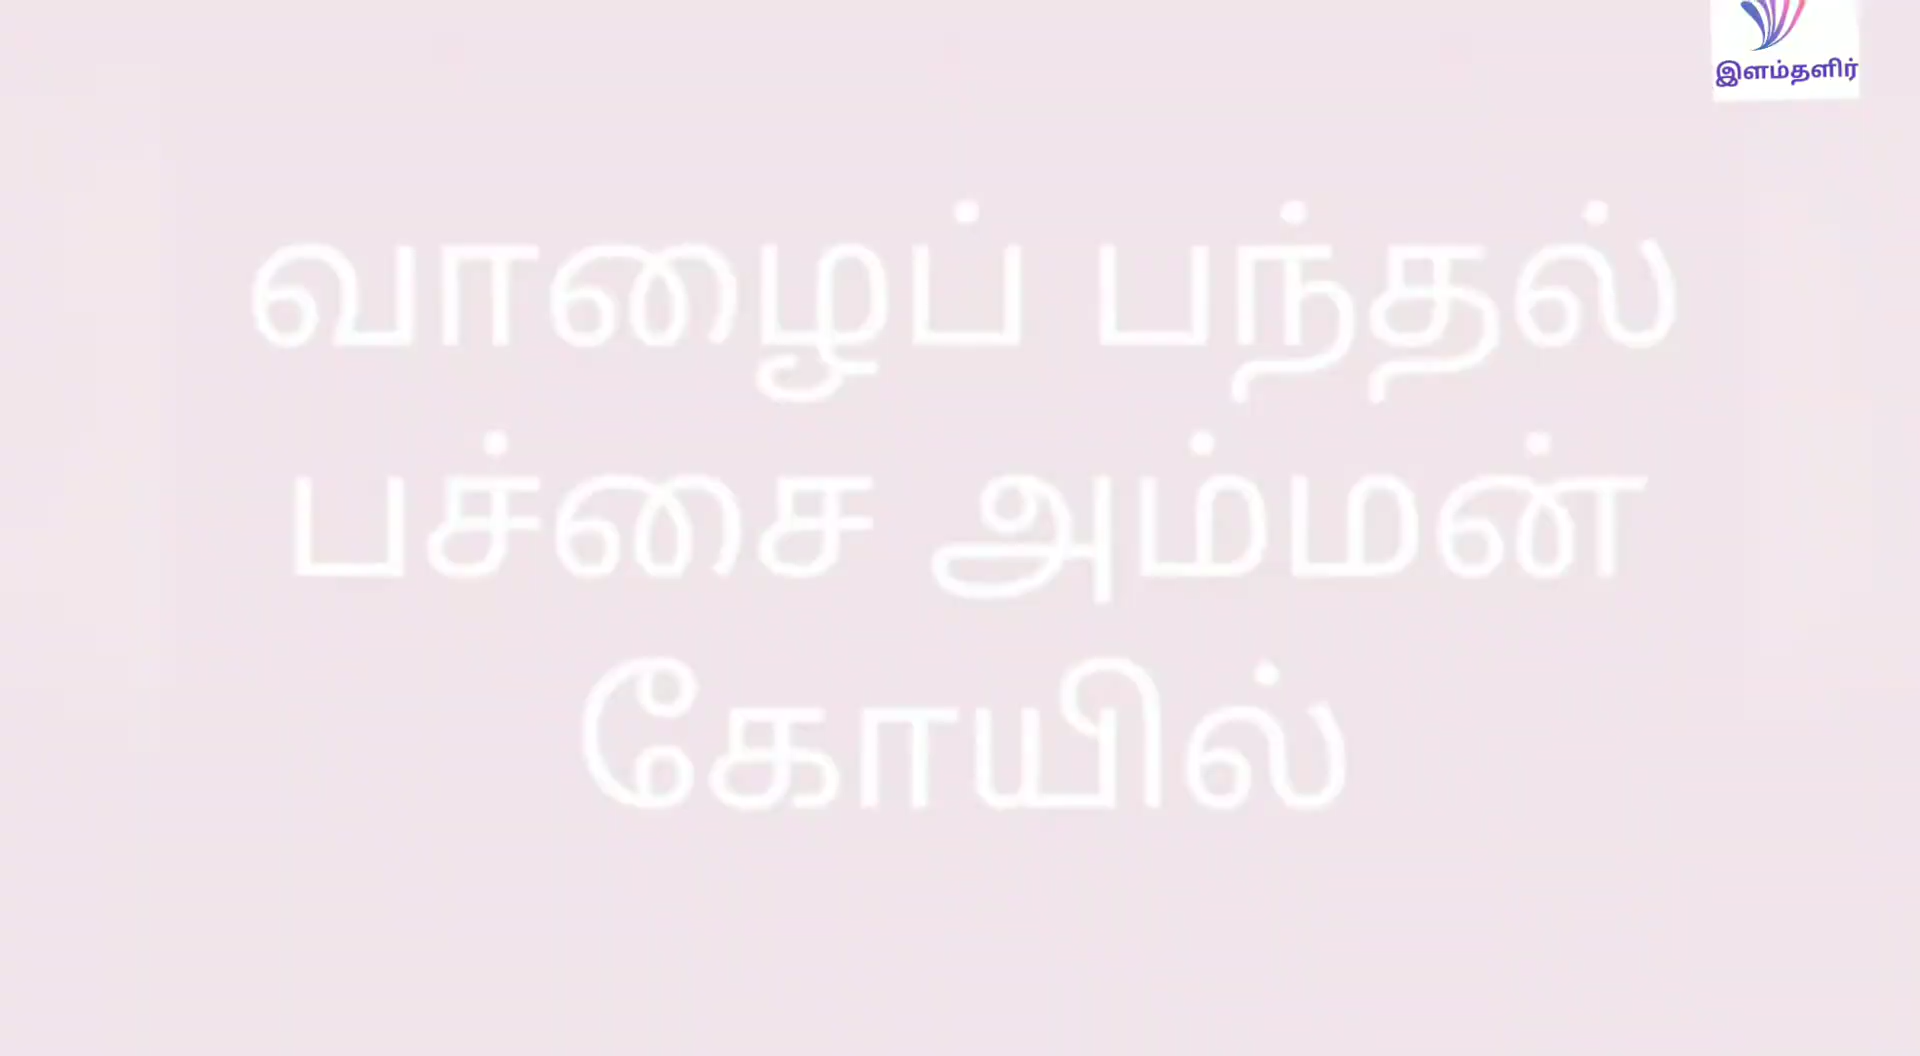 இளம்தளிர்
வாழைப் பந்தல்
பச்சை அம்மன்
கோயில்